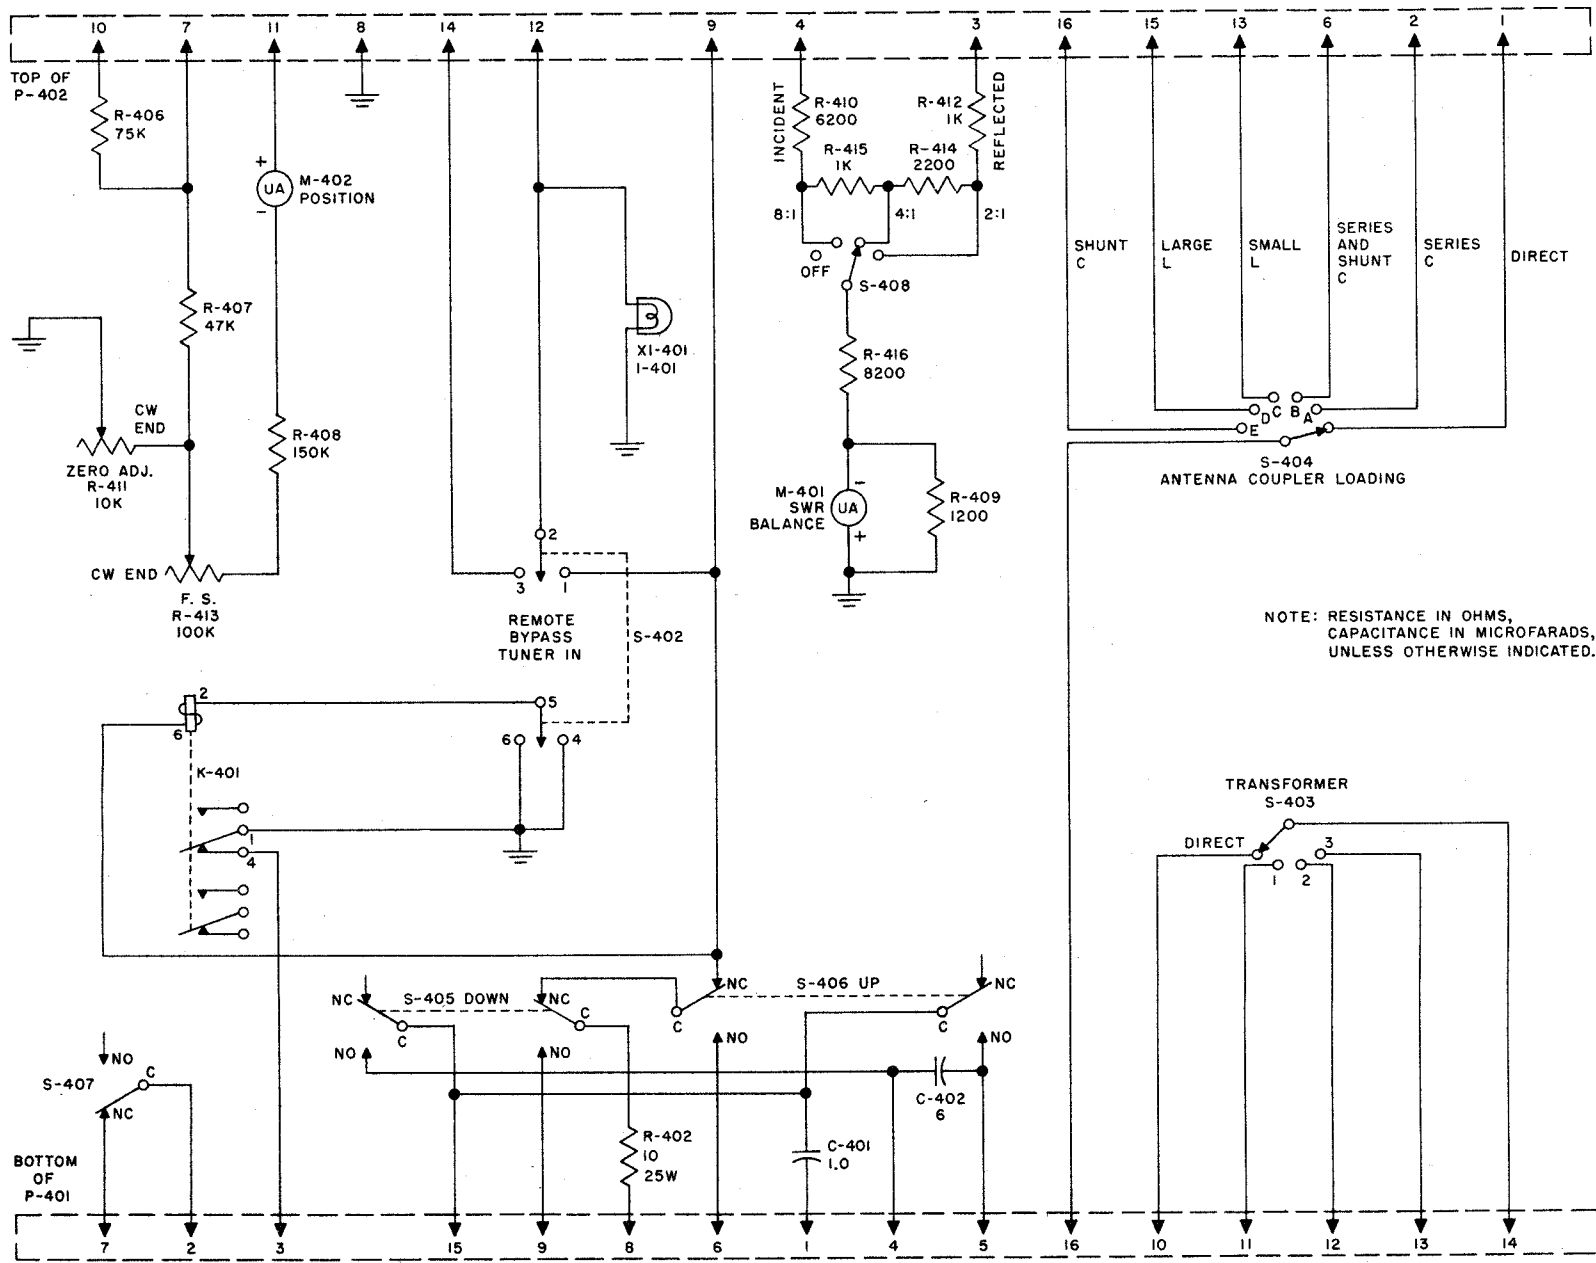 10 7 11 8 14 12 9 4 3 16 15 13 6 2 1
TOP OF
P-402
R-406
75K
+
UA
-
M-402
POSITION
INCIDENT
R-410
6200
R-412
1K
REFLECTED
R-415
1K
R-414
2200
8:1
4:1
2:1
OFF
S-408
SHUNT
C
LARGE
L
SMALL
L
SERIES
AND
SHUNT
C
SERIES
C
DIRECT
R-407
47K
XI-401
I-401
R-416
8200
CW
END
ZERO ADJ.
R-411
10K
R-408
150K
D C B A
E
S-404
ANTENNA COUPLER LOADING
M-401
SWR
BALANCE
-
UA
+
R-409
1200
2
3 1
CW END
F. S.
R-413
100K
REMOTE
BYPASS
TUNER IN
S-402
NOTE: RESISTANCE IN OHMS,
CAPACITANCE IN MICROFARADS,
UNLESS OTHERWISE INDICATED.
2
6
5
6 4
K-401
1
4
TRANSFORMER
S-403
DIRECT
3
1 2
NC
S-405 DOWN
NC
C
C
NC
S-406 UP
NC
C
C
NO
NO
NO
NO
NO
C
S-407
NC
C-402
6
R-402
10
25W
C-401
1.0
BOTTOM
OF
P-401
7 2 3 15 9 8 6 1 4 5 16 10 11 12 13 14